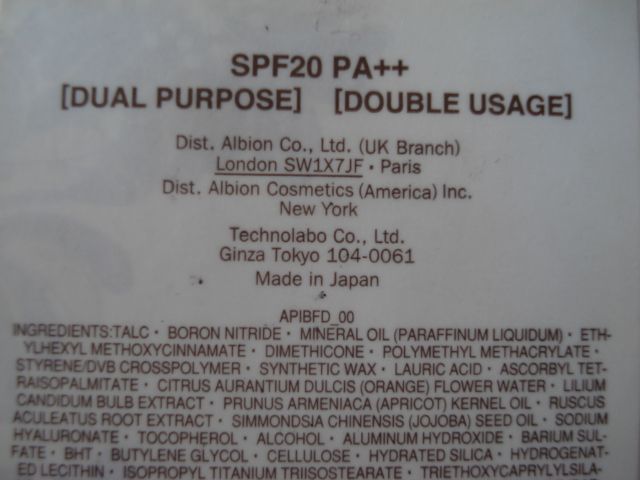 SPF20 PA++
[DUAL PURPOSE] [DOUBLE USAGE]
Dist. Albion Co., Ltd. (UK Branch)
London SW1X7JF • Paris
Dist. Albion Cosmetics (America) Inc.
New York
Technolabo Co., Ltd.
Ginza Tokyo 104-0061
Made in Japan
APIBFD_00
INGREDIENTS:TALC • BORON NITRIDE • MINERAL OIL (PARAFFINUM LIQUIDUM) • ETH-
YLHEXYL METHOXYCINNAMATE • DIMETHICONE • POLYMETHYL METHACRYLATE •
STYRENE/DVB CROSSPOLYMER • SYNTHETIC WAX • LAURIC ACID • ASCORBYL TET-
RAISOPALMITATE • CITRUS AURANTIUM DULCIS (ORANGE) FLOWER WATER • LILIUM
CANDIDUM BULB EXTRACT • PRUNUS ARMENIACA (APRICOT) KERNEL OIL • RUSCUS
ACULEATUS ROOT EXTRACT • SIMMONDSIA CHINENSIS (JOJOBA) SEED OIL • SODIUM
HYALURONATE • TOCOPHEROL • ALCOHOL • ALUMINUM HYDROXIDE • BARIUM SUL-
FATE • BHT • BUTYLENE GLYCOL • CELLULOSE • HYDRATED SILICA • HYDROGENAT-
ED LECITHIN • ISOPROPYL TITANIUM TRIISOSTEARATE • TRIETHOXYCAPRYLYLSILA-